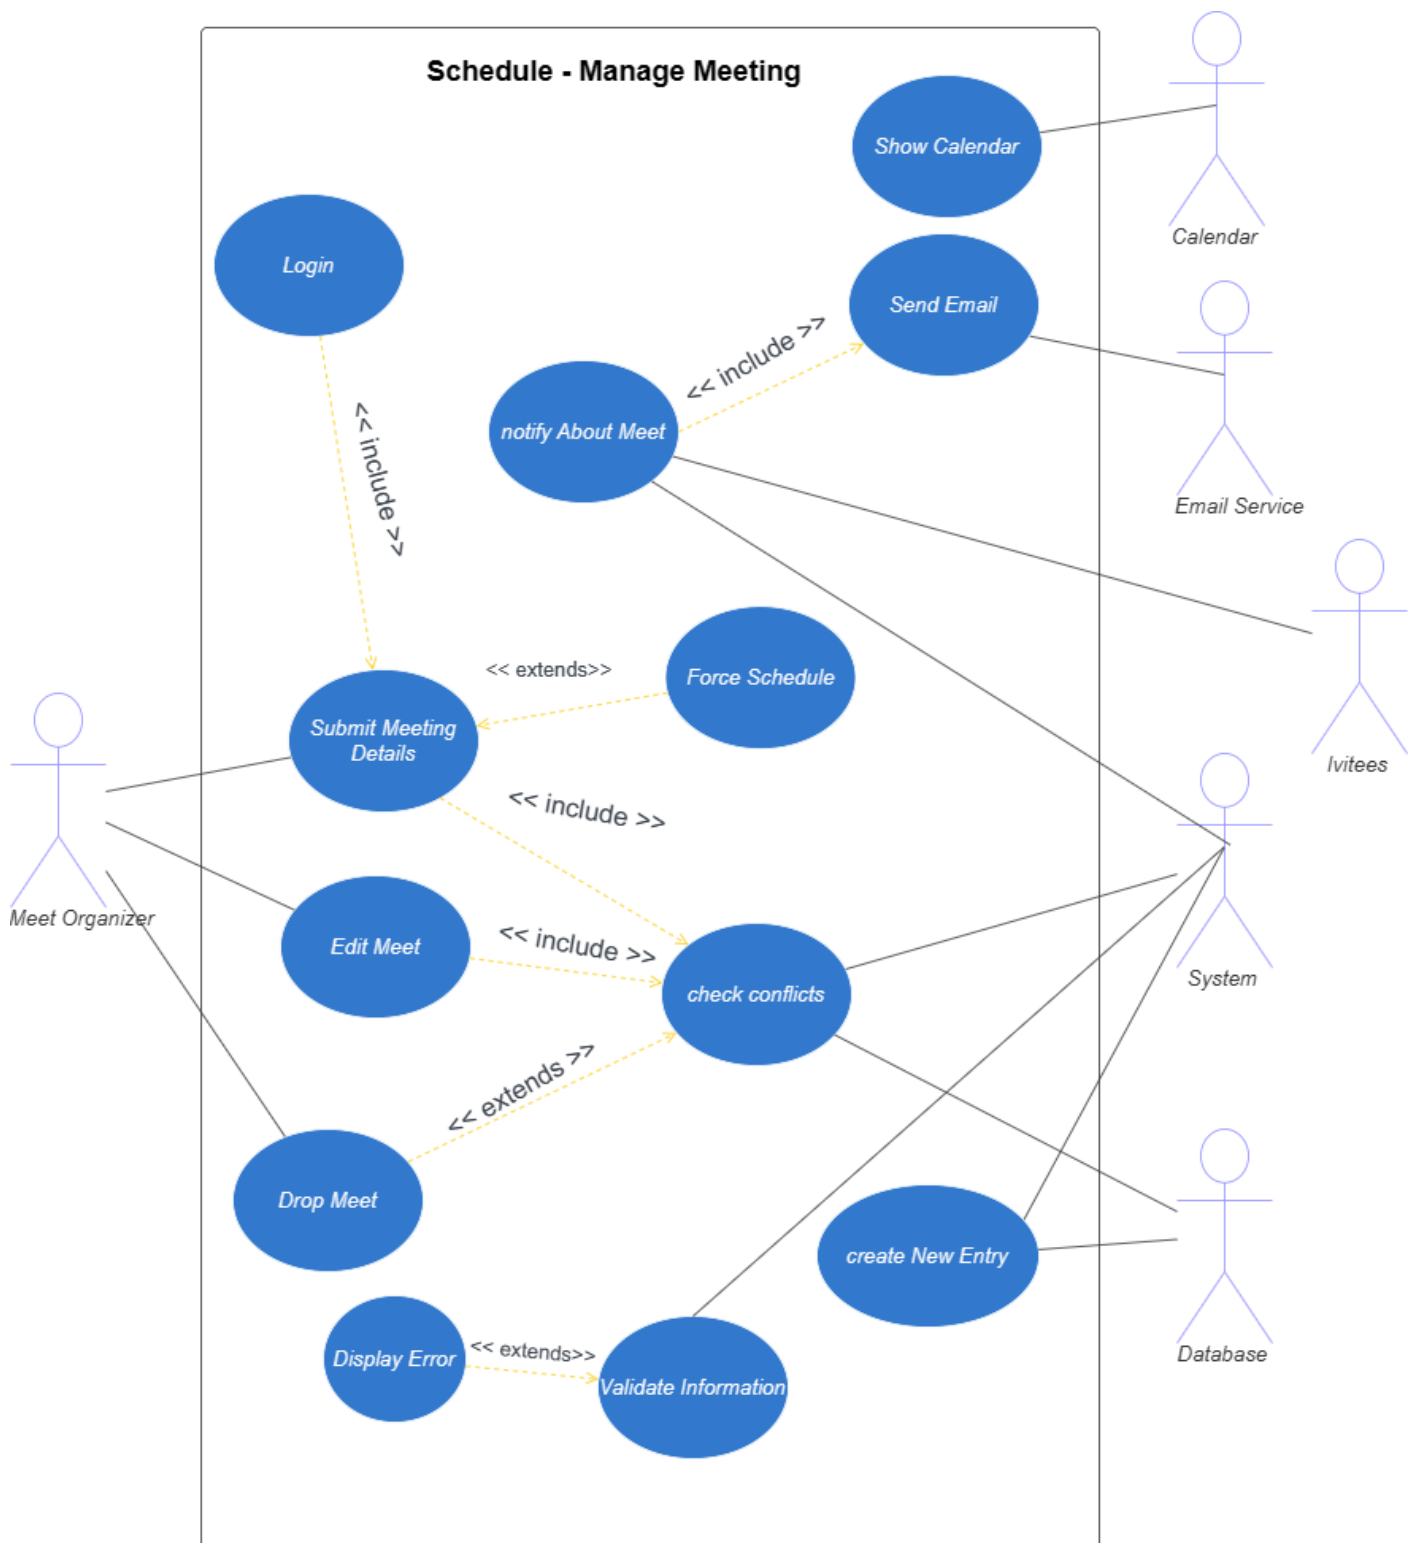 Schedule - Manage Meeting
Show Calendar
Calendar
Login
Send Email
<< include >>
notify About Meet
<< include >>
Email Service
<< extends>>
Force Schedule
Submit Meeting
Details
Ivitees
<< include >>
Meet Organizer
Edit Meet
<< include >>
check conflicts
System
<< extends >>
Drop Meet
create New Entry
Display Error
<< extends>>
Validate Information
Database